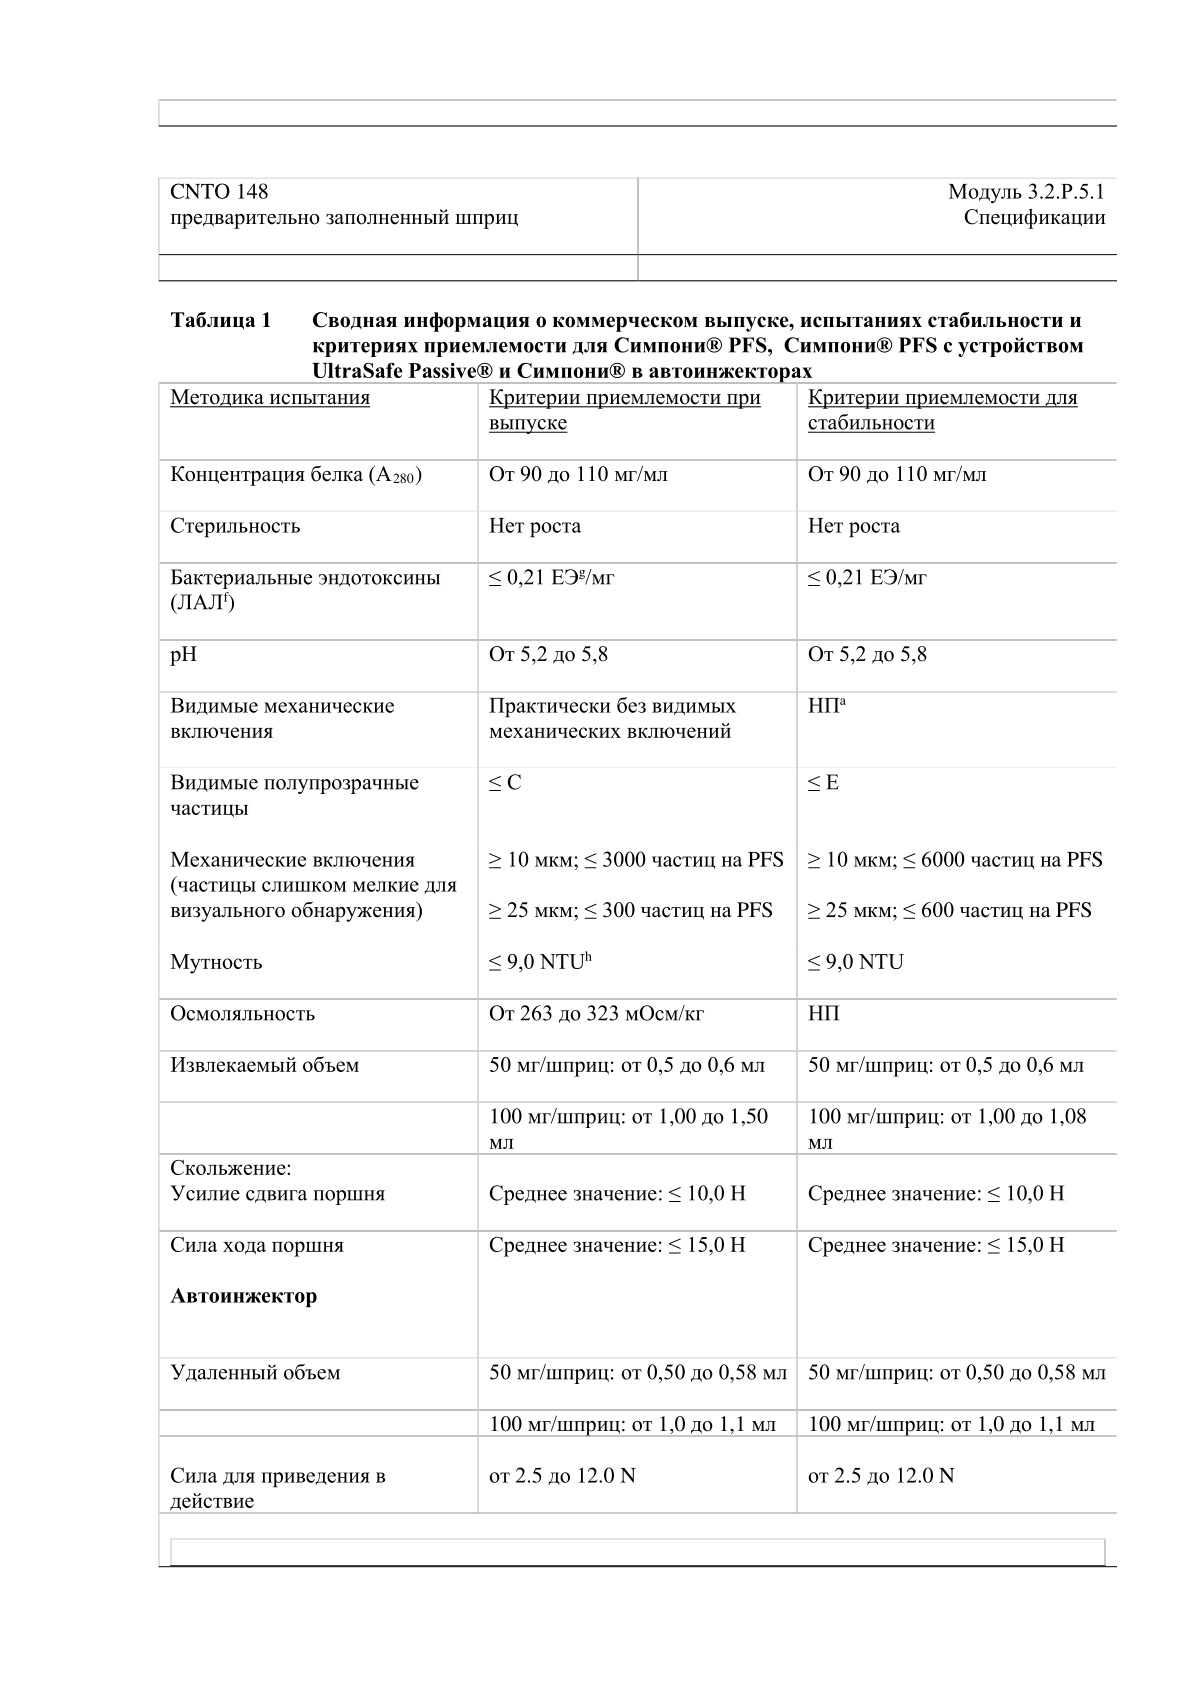 CNTO 148
предварительно заполненный шприц
Модуль 3.2.P.5.1
Спецификации
Таблица 1 Сводная информация о коммерческом выпуске, испытаниях стабильности и
критериях приемлемости для Симпони® PFS, Симпони® PFS с устройством
UltraSafe Passive® и Симпони® в автоинжекторах
Методика испытания Критерии приемлемости при Критерии приемлемости для
выпуске стабильности
Концентрация белка (A280) От 90 до 110 мг/мл От 90 до 110 мг/мл
Стерильность Нет роста Нет роста
Бактериальные эндотоксины ≤ 0,21 ЕЭg/мг ≤ 0,21 ЕЭ/мг
(ЛАЛf)
pH От 5,2 до 5,8 От 5,2 до 5,8
Видимые механические Практически без видимых НПa
включения механических включений
Видимые полупрозрачные ≤ C ≤ E
частицы
Механические включения ≥ 10 мкм; ≤ 3000 частиц на PFS ≥ 10 мкм; ≤ 6000 частиц на PFS
(частицы слишком мелкие для
визуального обнаружения) ≥ 25 мкм; ≤ 300 частиц на PFS ≥ 25 мкм; ≤ 600 частиц на PFS
Мутность ≤ 9,0 NTUh ≤ 9,0 NTU
Осмоляльность От 263 до 323 мОсм/кг НП
Извлекаемый объем 50 мг/шприц: от 0,5 до 0,6 мл 50 мг/шприц: от 0,5 до 0,6 мл
100 мг/шприц: от 1,00 до 1,50 100 мг/шприц: от 1,00 до 1,08
мл мл
Скольжение:
Усилие сдвига поршня Среднее значение: ≤ 10,0 Н Среднее значение: ≤ 10,0 Н
Сила хода поршня Среднее значение: ≤ 15,0 Н Среднее значение: ≤ 15,0 Н
Автоинжектор
Удаленный объем 50 мг/шприц: от 0,50 до 0,58 мл 50 мг/шприц: от 0,50 до 0,58 мл
100 мг/шприц: от 1,0 до 1,1 мл 100 мг/шприц: от 1,0 до 1,1 мл
Сила для приведения в от 2.5 до 12.0 N от 2.5 до 12.0 N
действие